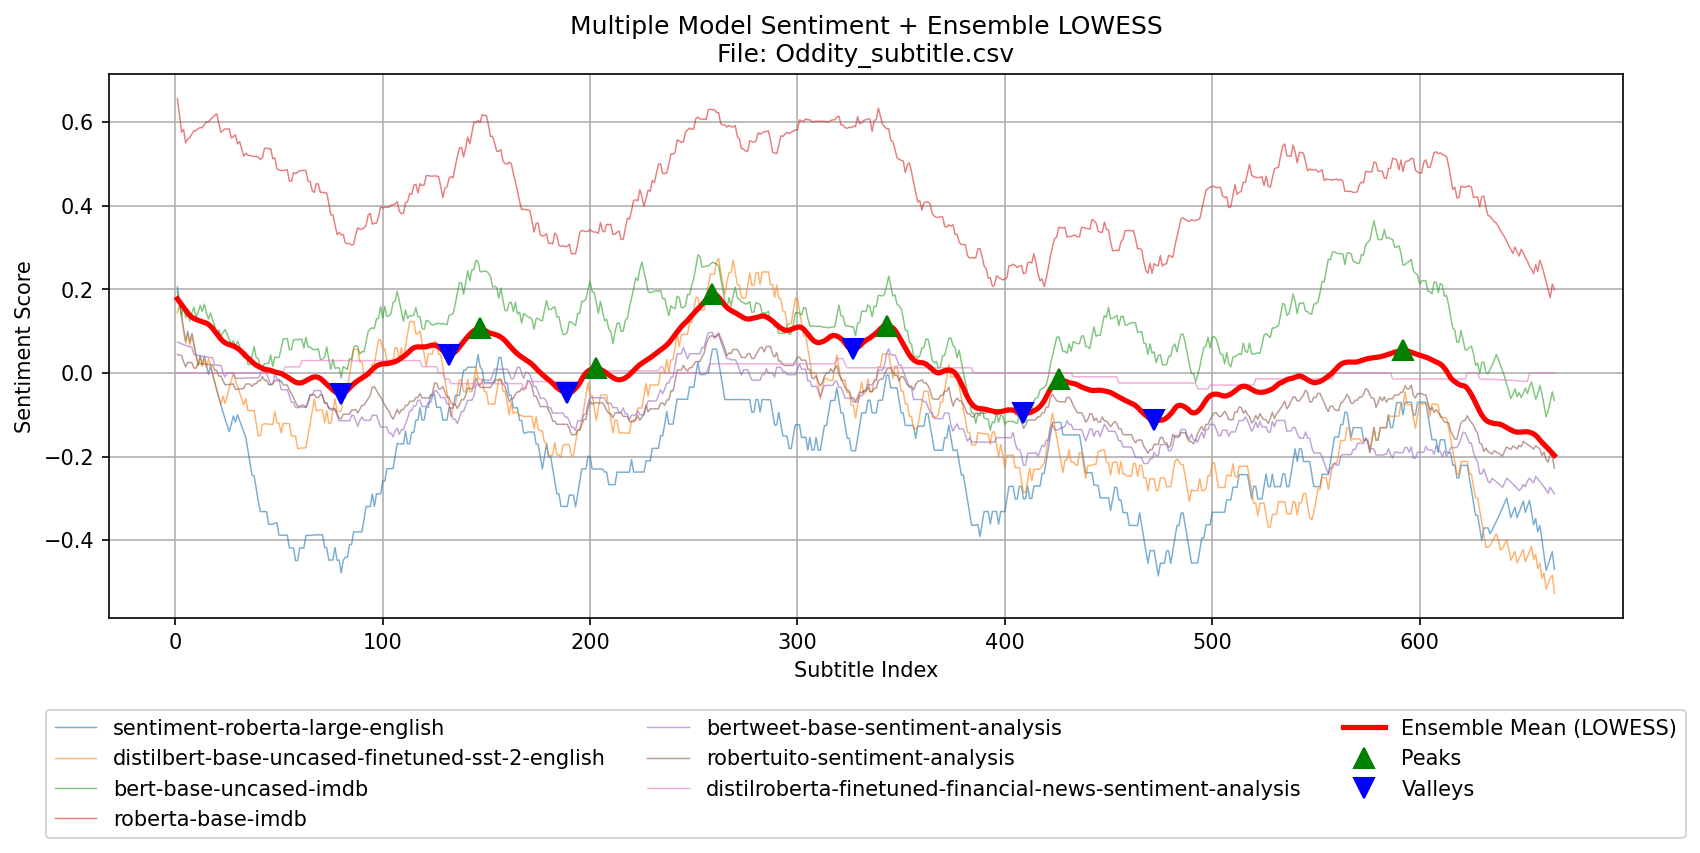 Multiple Model Sentiment + Ensemble LOWESS
File: Oddity_subtitle.csv
Sentiment Score
0.6
0.4
0.2
0.0
−0.2
−0.4
0 100 200 300 400 500 600
Subtitle Index
sentiment-roberta-large-english
distilbert-base-uncased-finetuned-sst-2-english
bert-base-uncased-imdb
roberta-base-imdb
bertweet-base-sentiment-analysis
robertuito-sentiment-analysis
distilroberta-finetuned-financial-news-sentiment-analysis
Ensemble Mean (LOWESS)
Peaks
Valleys